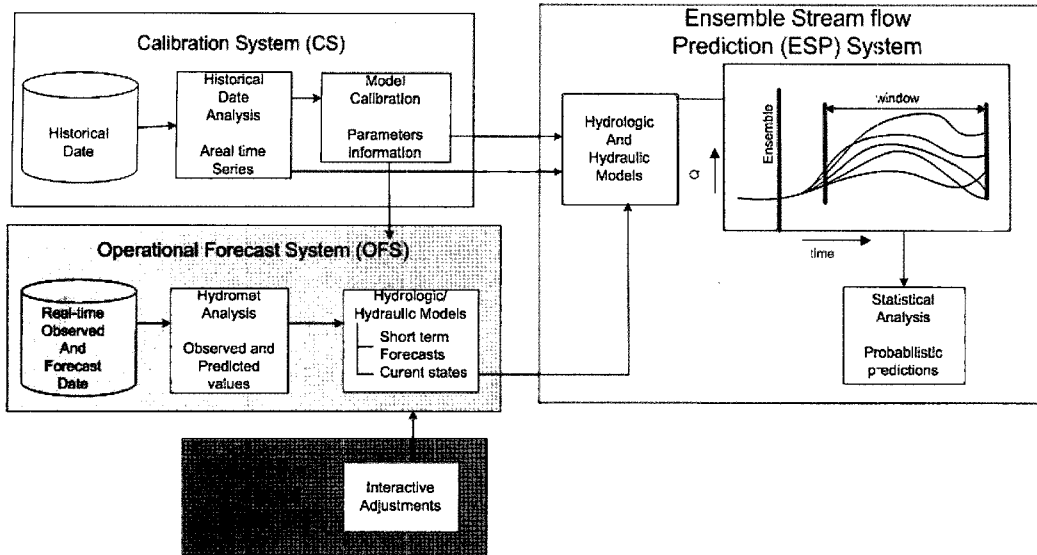 Calibration System (CS)
Historical
Date
Historical
Date
Analysis
Areal time
Series
Model
Calibration
Parameters
information
Operational Forecast System (OFS)
Real-time
Observed
And
Forecast
Date
Hydromet
Analysis
Observed and
Predicted
values
Hydrologic/
Hydraulic Models
Short term
Forecasts
Curent states
Interactive
Adjustments
Ensemble Stream flow
Prediction (ESP) System
Hydrologic
And
Hydraulic
Models
Q
Ensemble
window
time
Statistical
Analysis
Probabilistic
predictions